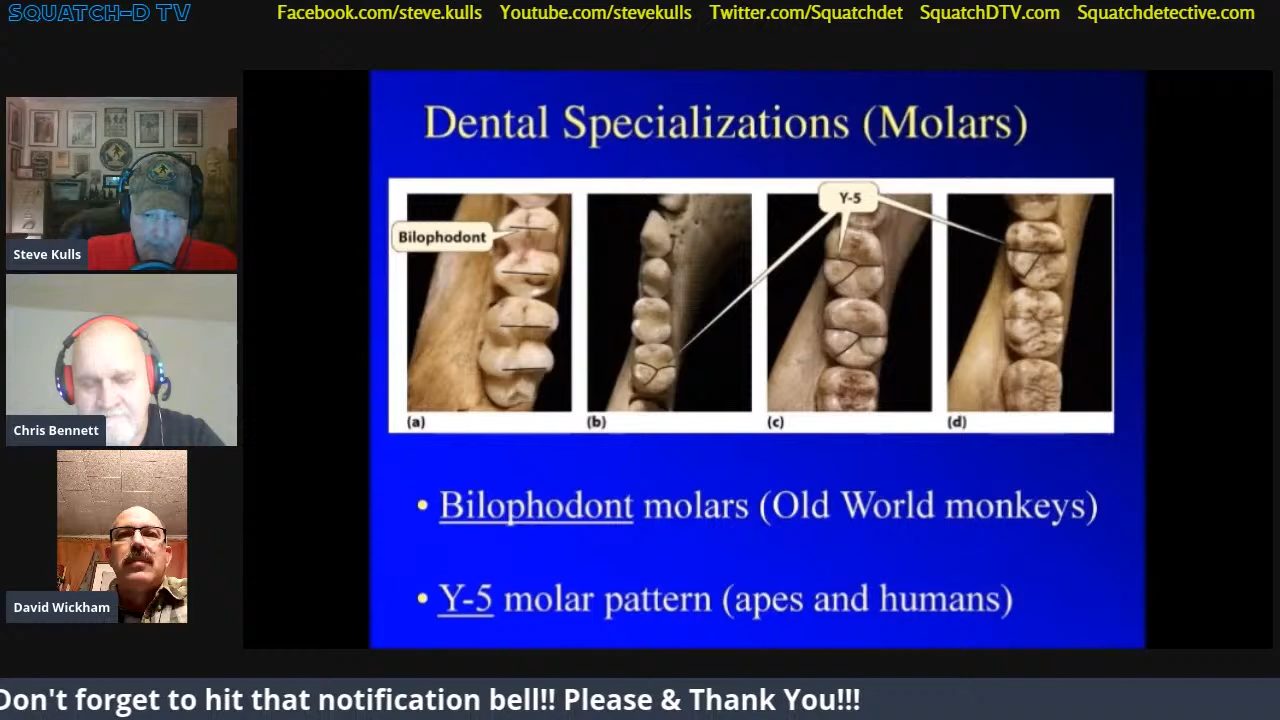 SQUATCH-D TV
Facebook.com/steve.kulls Youtube.com/stevekulls Twitter.com/Squatchdet SquatchDTV.com Squatchdetective.com
Steve Kulls
Chris Bennett
David Wickham
Dental Specializations (Molars)
Bilophodont
Y-5
(a) (b) (c) (d)
• Bilophodont molars (Old World monkeys)
• Y-5 molar pattern (apes and humans)
Don't forget to hit that notification bell!! Please & Thank You!!!